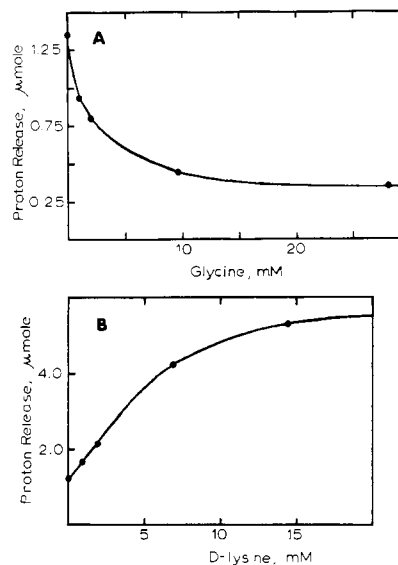 A
Proton Release, μmole
1.25
0.75
0.25
0
10
20
Glycine, mM
B
Proton Release, μmole
4.0
2.0
5
10
15
D-lysine, mM